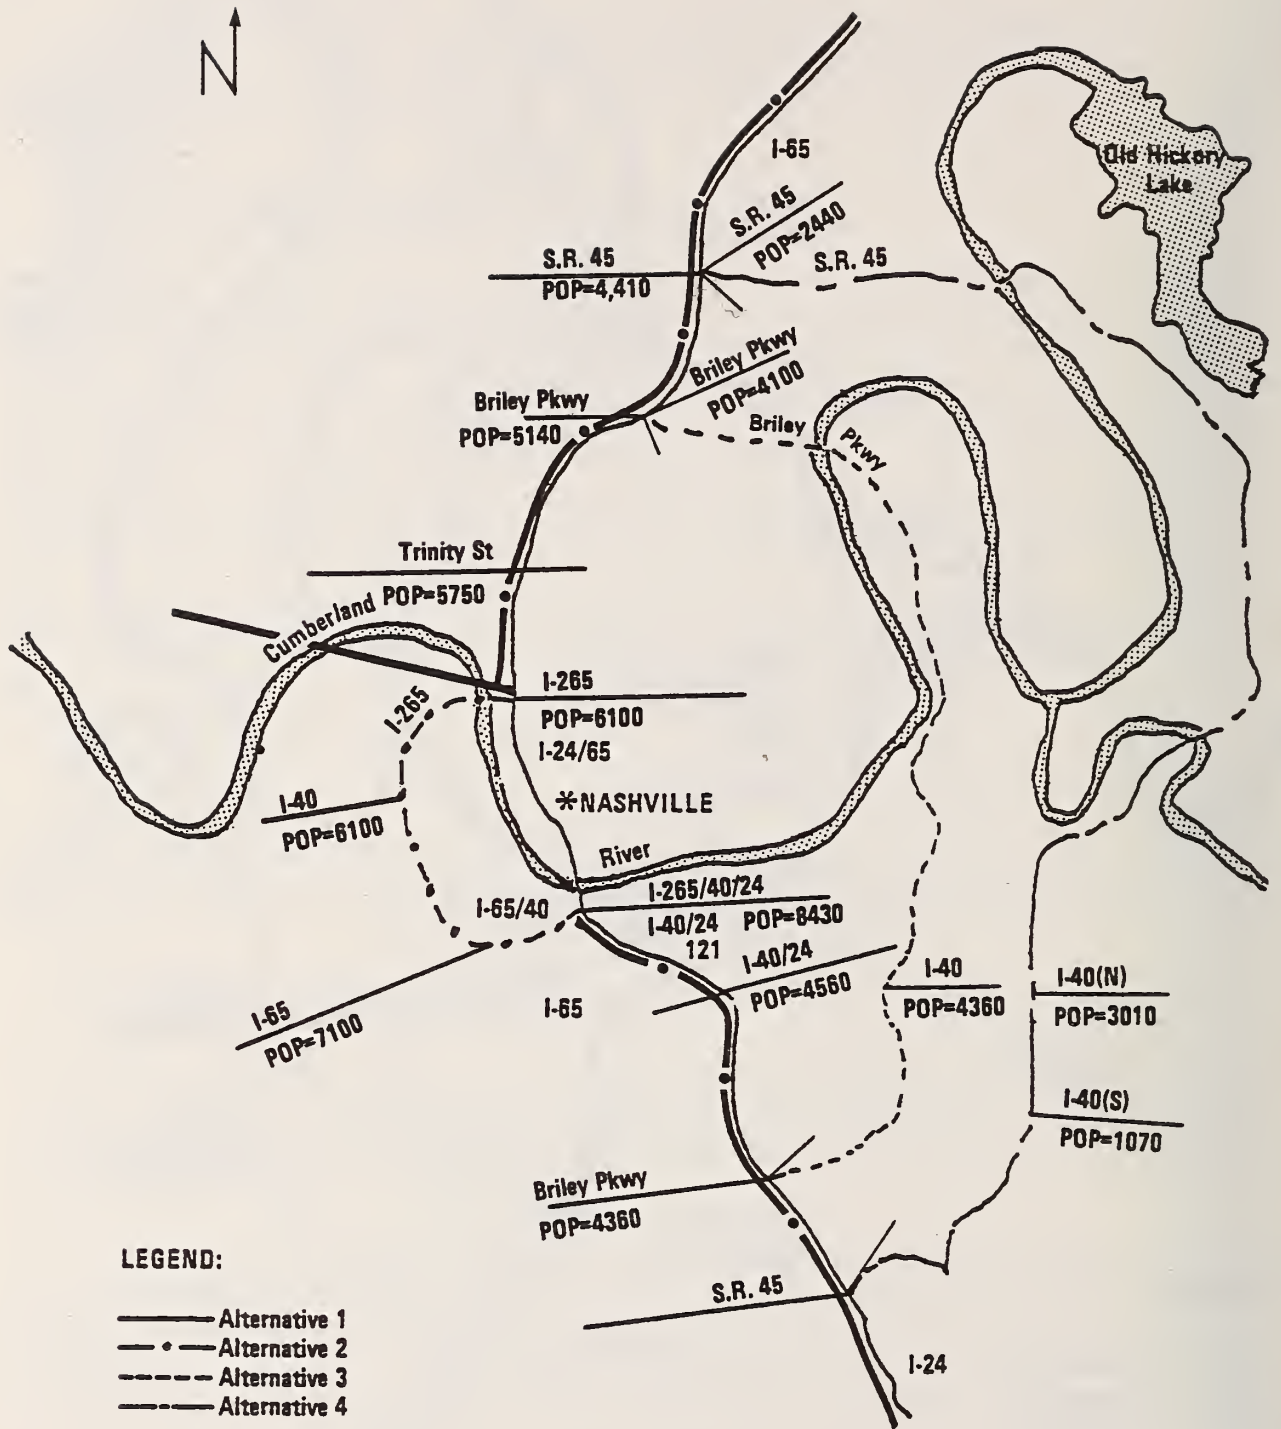 N
I-65
Old Hickory
Lake
S.R. 45
POP=2440
S.R. 45
POP=4,410
S.R. 45
Briley Pkwy
POP=4100
Briley Pkwy
POP=5140
Briley
Pkwy
Trinity St
POP=5750
Cumberland
I-265
POP=6100
I-265
I-24/65
I-40
POP=6100
*NASHVILLE
River
I-265/40/24
I-65/40
I-40/24 POP=8430
121
I-40/24
POP=4560
I-40
POP=4360
I-40(N)
POP=3010
I-65
POP=7100
I-65
I-40(S)
POP=1070
Briley Pkwy
POP=4360
S.R. 45
I-24
LEGEND:
Alternative 1
Alternative 2
Alternative 3
Alternative 4